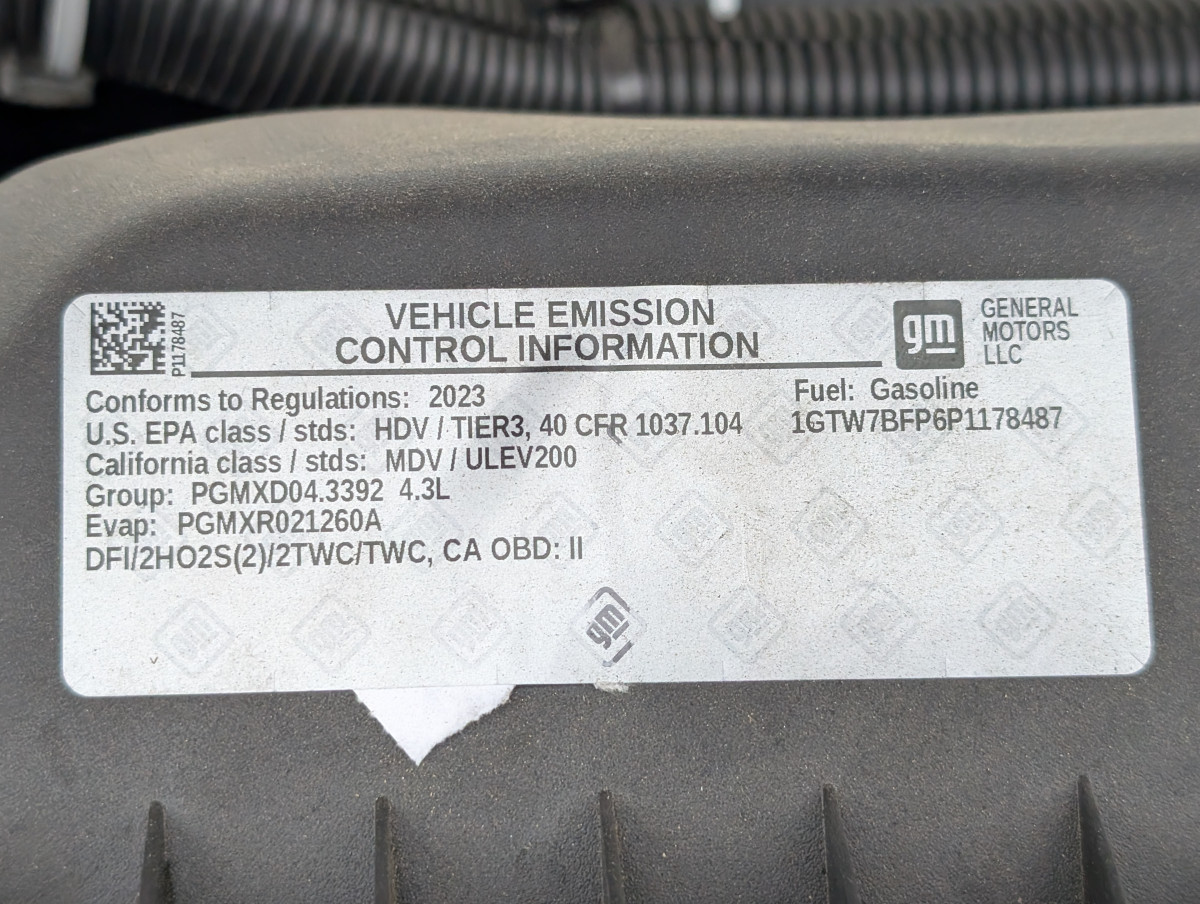 P1178487
VEHICLE EMISSION
CONTROL INFORMATION
gm
GENERAL
MOTORS
LLC
Conforms to Regulations: 2023
Fuel: Gasoline
U.S. EPA class / stds: HDV / TIER3, 40 CFR 1037.104
1GTW7BFP6P1178487
California class / stds: MDV / ULEV200
Group: PGMXD04.3392 4.3L
Evap: PGMXR021260A
DFI/2HO2S(2)/2TWC/TWC, CA OBD: II